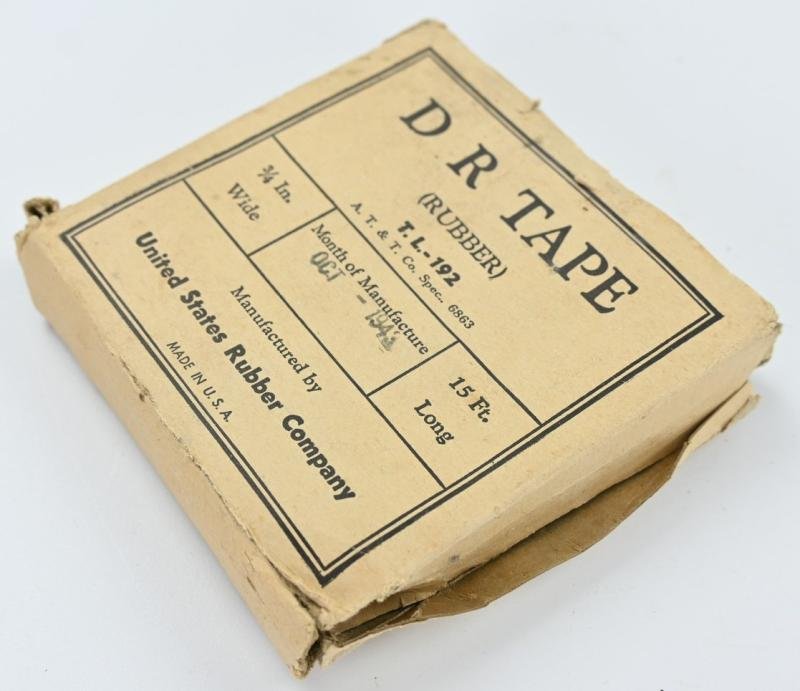 D R TAPE
(RUBBER)
T. L.-192
A. T. & T. Co. Spec., 6863
¾ In.
Wide
Month of Manufacture
OCT -
15 Ft.
Long
Manufactured by
United States Rubber Company
MADE IN U. S. A.